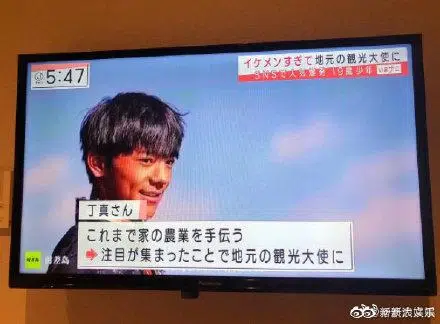 5:47
イケメンすぎて地元の観光大使に
SNSで人気爆発 19歳少年
丁真さん
これまで家の農業を手伝う
➡注目が集まったことで地元の観光大使に
Panasonic
@新浪娱乐